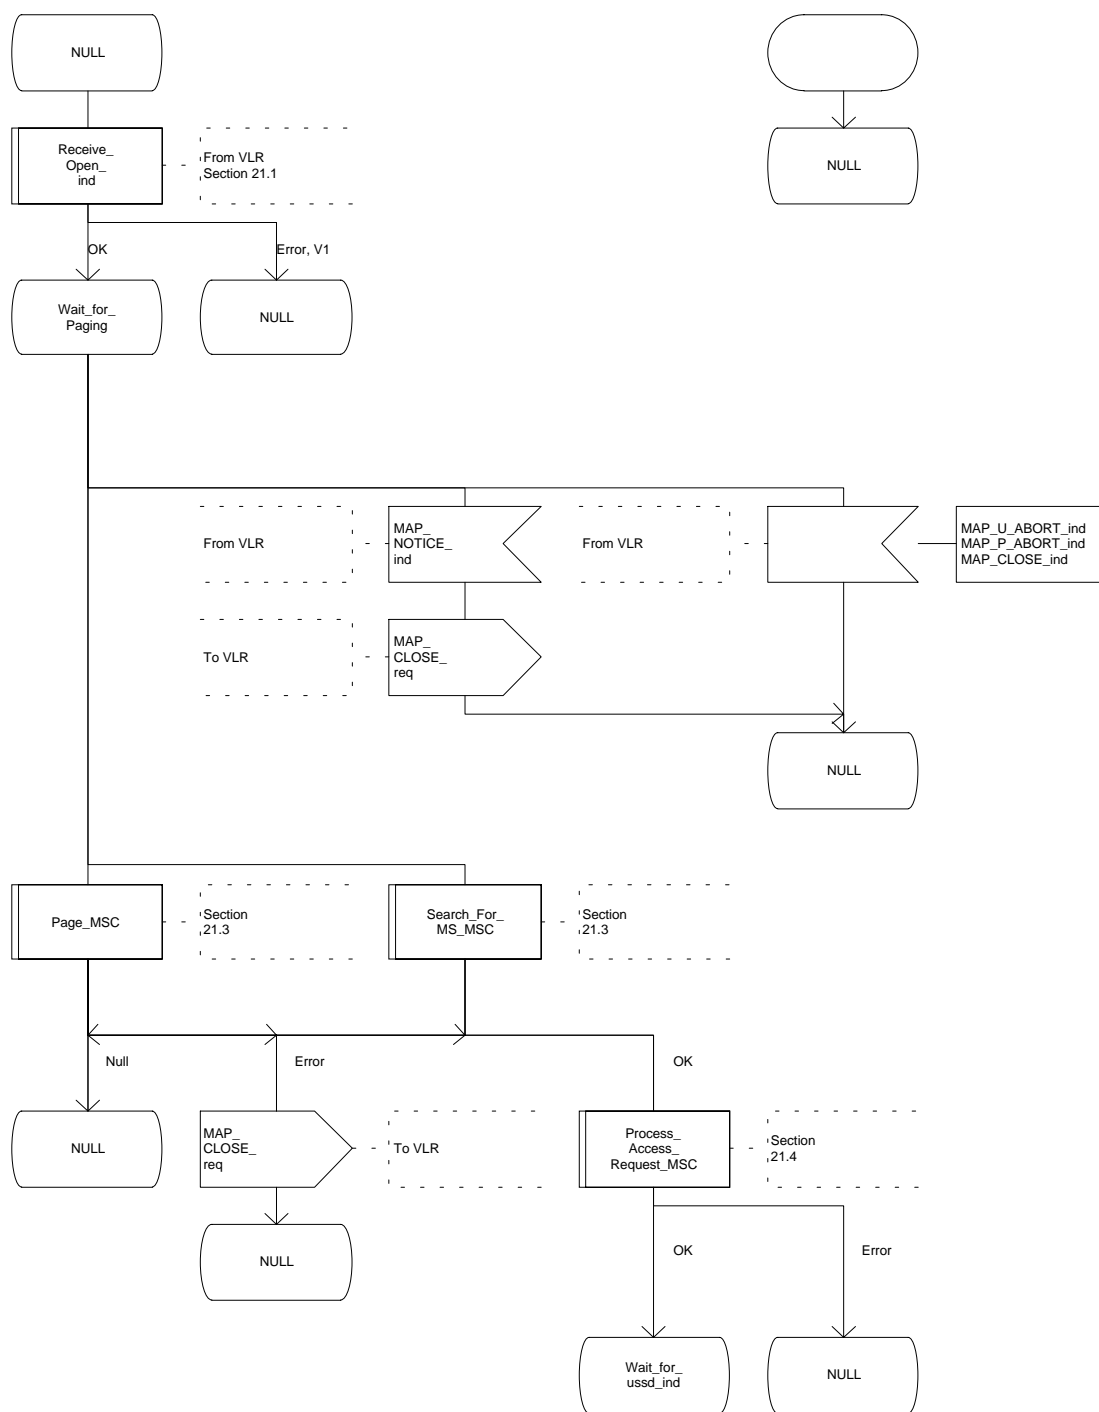 NULL
Receive_
Open_
ind
From VLR
Section 21.1
NULL
OK
Error, V1
Wait_for_
Paging
NULL
From VLR
MAP_
NOTICE_
ind
From VLR
MAP_U_ABORT_ind
MAP_P_ABORT_ind
MAP_CLOSE_ind
To VLR
MAP_
CLOSE_
req
NULL
Page_MSC
Section
21.3
Search_For_
MS_MSC
Section
21.3
Null
Error
OK
NULL
MAP_
CLOSE_
req
To VLR
Process_
Access_
Request_MSC
Section
21.4
NULL
OK
Error
Wait_for_
ussd_ind
NULL